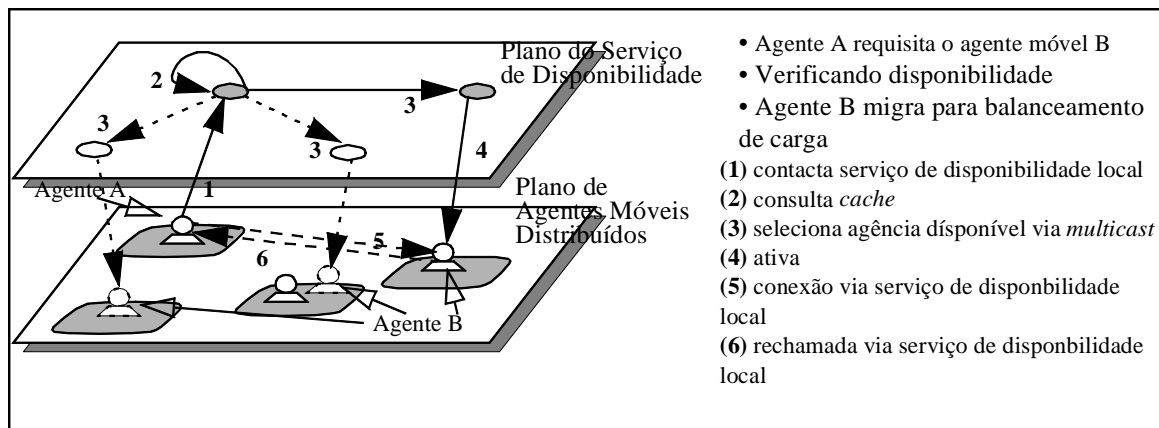 Plano do Serviço
de Disponibilidade
2
3
3
3
4
Agente A
1
Plano de
Agentes Móveis
Distribuídos
5
6
Agente B
• Agente A requisita o agente móvel B
• Verificando disponibilidade
• Agente B migra para balanceamento
de carga
(1) contacta serviço de disponibilidade local
(2) consulta cache
(3) seleciona agência dísponível via multicast
(4) ativa
(5) conexão via serviço de disponbilidade
local
(6) rechamada via serviço de disponbilidade
local